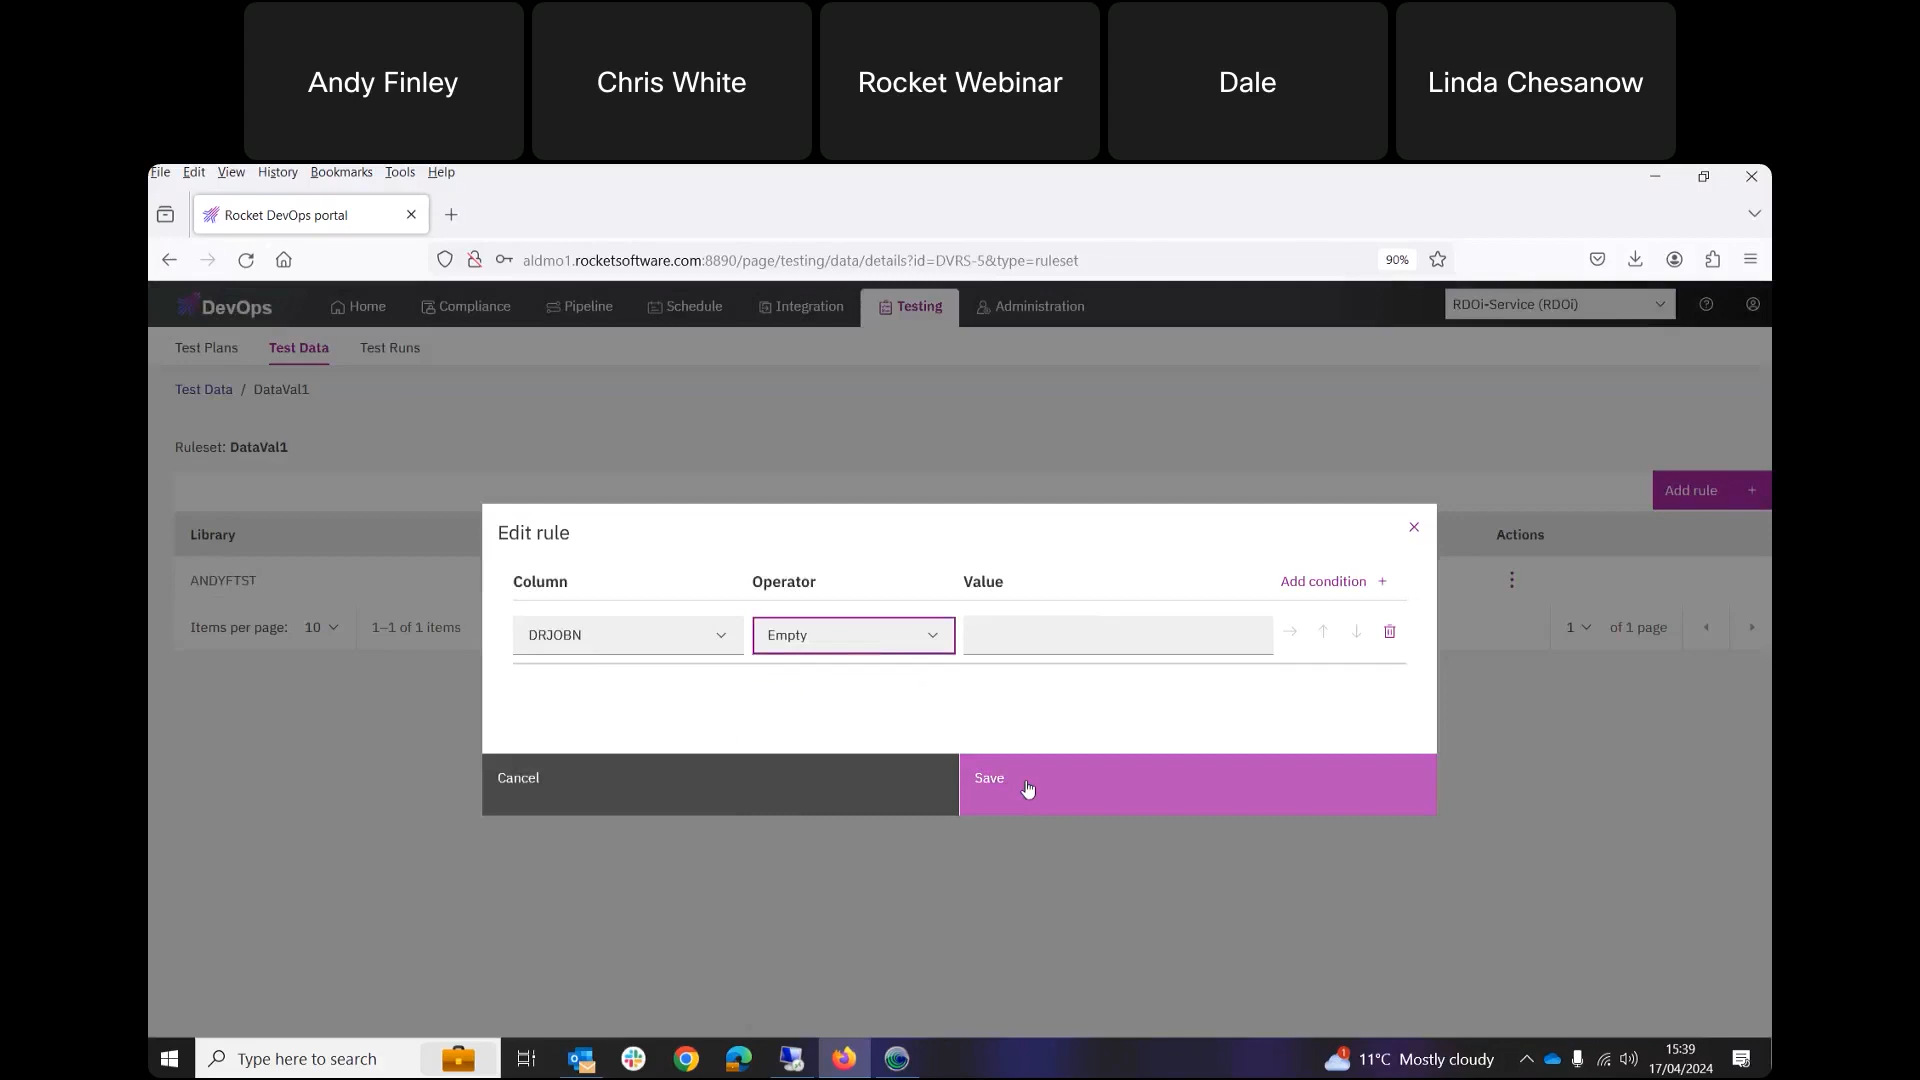 Andy Finley
Chris White
Rocket Webinar
Dale
Linda Chesanow
File Edit View History Bookmarks Tools Help
Rocket DevOps portal
aldmo1.rocketsoftware.com:8890/page/testing/data/details?id=DVRS-5&type=ruleset
90%
DevOps Home Compliance Pipeline Schedule Integration Testing Administration RDOi-Service (RDOi)
Test Plans Test Data Test Runs
Test Data / DataVal1
Ruleset: DataVal1
Add rule +
Library Actions
ANDYFTST
Items per page: 10 1–1 of 1 items 1 of 1 page
Edit rule
Column Operator Value Add condition +
DRJOBN Empty
Cancel Save
Type here to search
11°C Mostly cloudy
15:39
17/04/2024